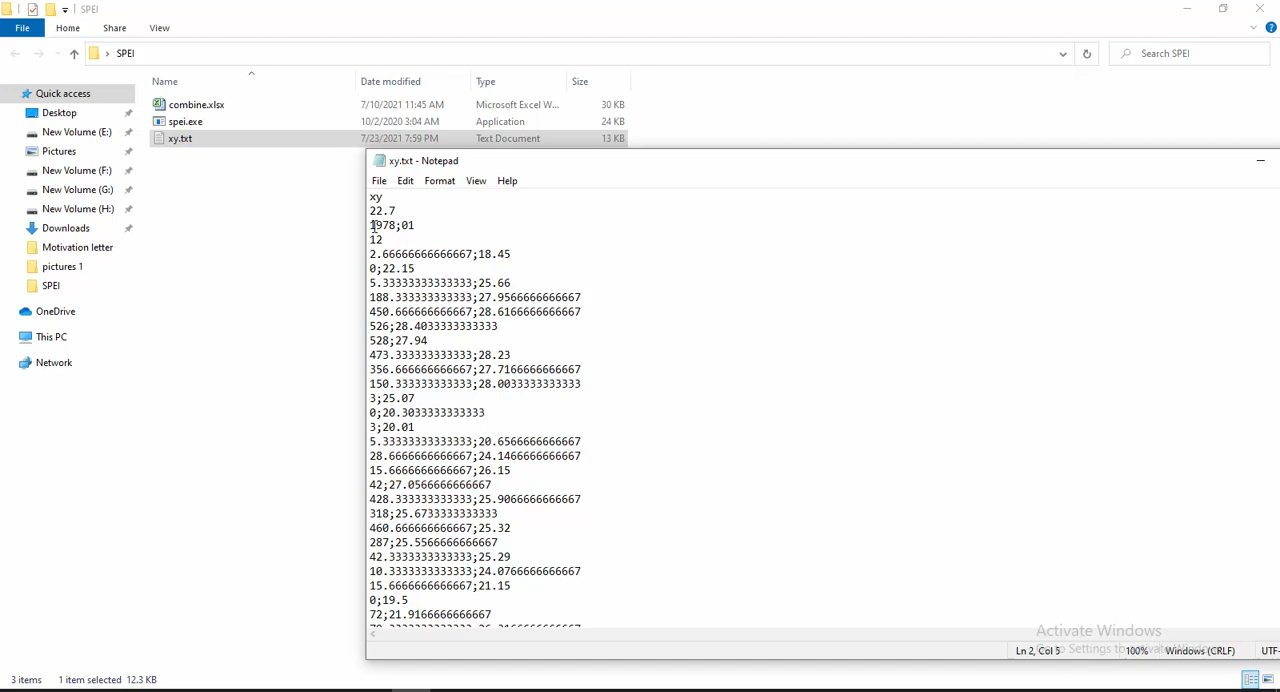 SPEI
File Home Share View
SPEI
Search SPEI
Name Date modified Type Size
Quick access
Desktop
New Volume (E:)
Pictures
New Volume (F:)
New Volume (G:)
New Volume (H:)
Downloads
Motivation letter
pictures 1
SPEI
OneDrive
This PC
Network
combine.xlsx 7/10/2021 11:45 AM Microsoft Excel W... 30 KB
spei.exe 10/2/2020 3:04 AM Application 24 KB
xy.txt 7/23/2021 7:59 PM Text Document 13 KB
xy.txt - Notepad
File Edit Format View Help
xy
22.7
1978;01
12
2.66666666666667;18.45
0;22.15
5.33333333333333;25.66
188.333333333333;27.9566666666667
450.666666666667;28.6166666666667
526;28.4033333333333
528;27.94
473.333333333333;28.23
356.666666666667;27.7166666666667
150.333333333333;28.0033333333333
3;25.07
0;20.3033333333333
3;20.01
5.33333333333333;20.6566666666667
28.6666666666667;24.1466666666667
15.6666666666667;26.15
42;27.0566666666667
428.333333333333;25.9066666666667
318;25.6733333333333
460.666666666667;25.32
287;25.5566666666667
42.3333333333333;25.29
10.3333333333333;24.0766666666667
15.6666666666667;21.15
0;19.5
72;21.9166666666667
Activate Windows
Go to Settings to activate Windows.
Ln 2, Col 5 100% Windows (CRLF) UTF-
3 items 1 item selected 12.3 KB